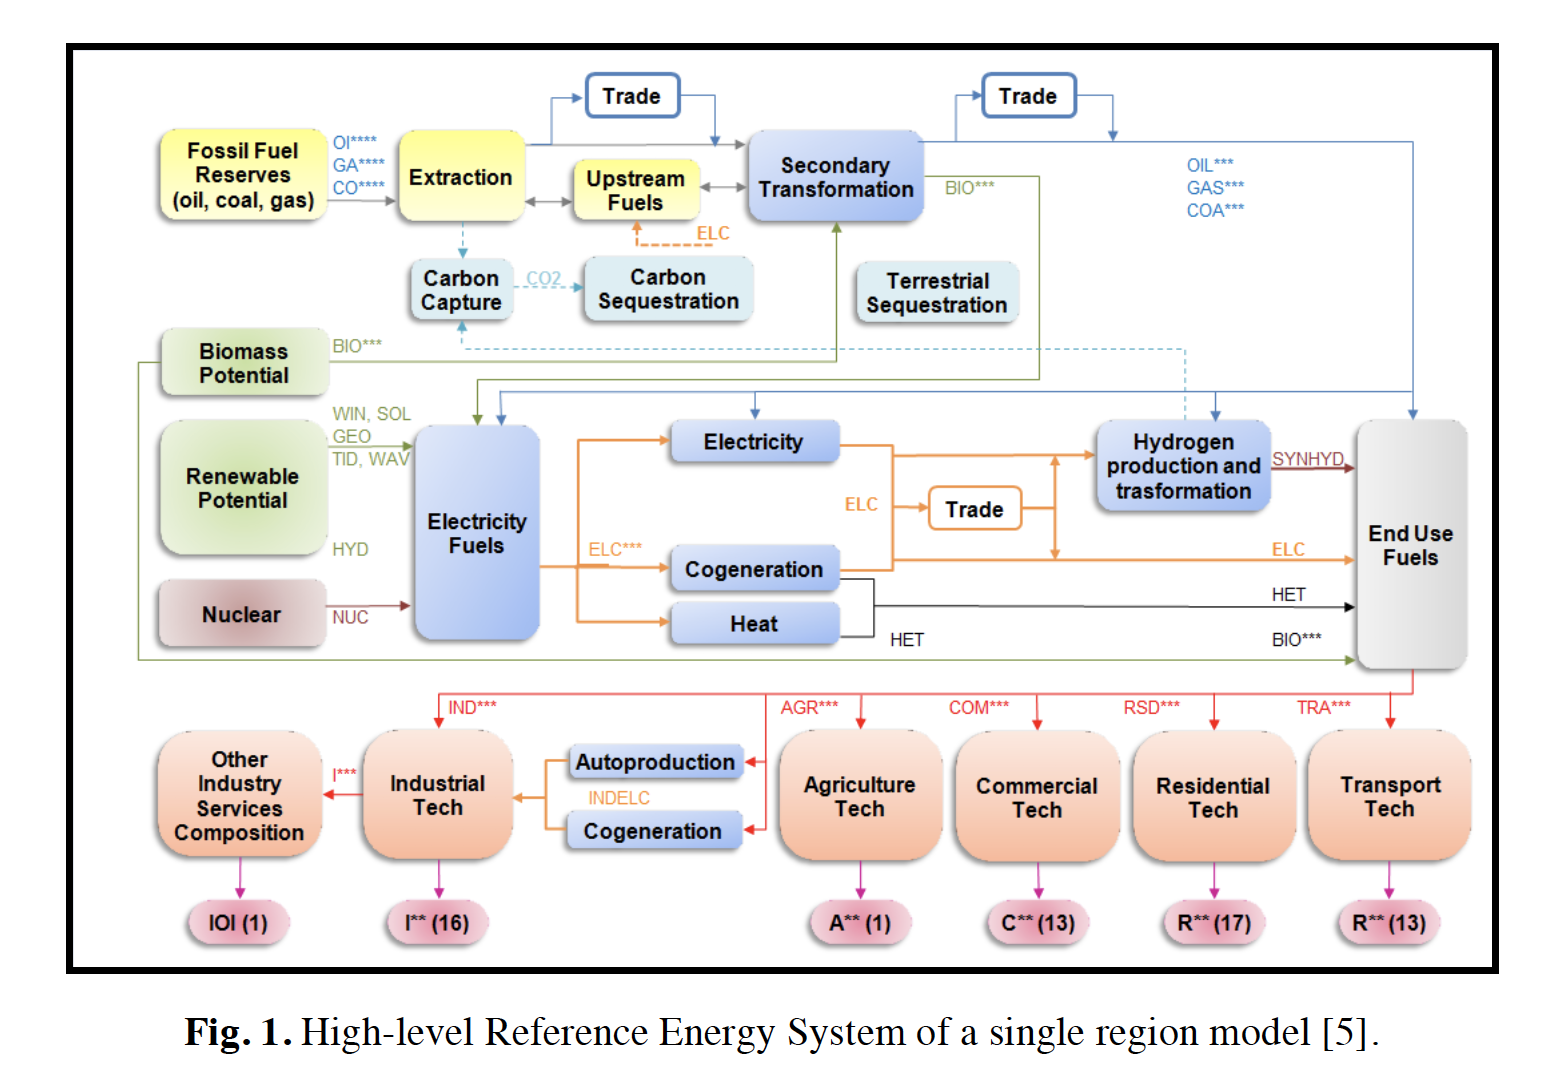 Trade
Trade
Fossil Fuel
Reserves
(oil, coal, gas)
OI****
GA****
CO****
Extraction
Upstream
Fuels
ELC
Secondary
Transformation
BIO***
OIL***
GAS***
COA***
Carbon
Capture
CO2
Carbon
Sequestration
Terrestrial
Sequestration
Biomass
Potential
BIO***
Renewable
Potential
WIN, SOL
GEO
TID, WAV
HYD
Nuclear
NUC
Electricity
Fuels
ELC***
Electricity
Cogeneration
Heat
ELC
Trade
HET
Hydrogen
production and
trasformation
SYNHYD
ELC
HET
BIO***
End Use
Fuels
IND***
AGR***
COM***
RSD***
TRA***
Other
Industry
Services
Composition
I***
Industrial
Tech
Autoproduction
INDELC
Cogeneration
Agriculture
Tech
Commercial
Tech
Residential
Tech
Transport
Tech
IOI (1)
I** (16)
A** (1)
C** (13)
R** (17)
R** (13)
Fig. 1. High-level Reference Energy System of a single region model [5].